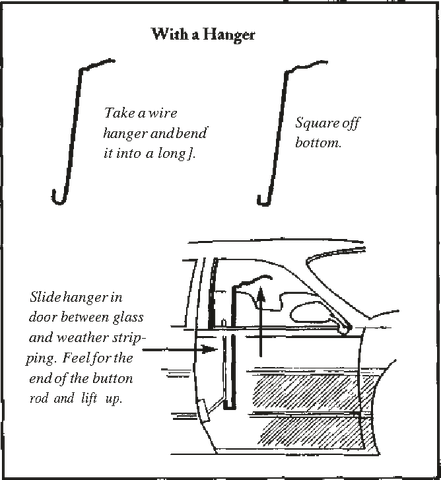 With a Hanger
Take a wire
hanger and bend
it into a long J.
Square off
bottom.
Slide hanger in
door between glass
and weather strip-
ping. Feel for the
end of the button
rod and lift up.